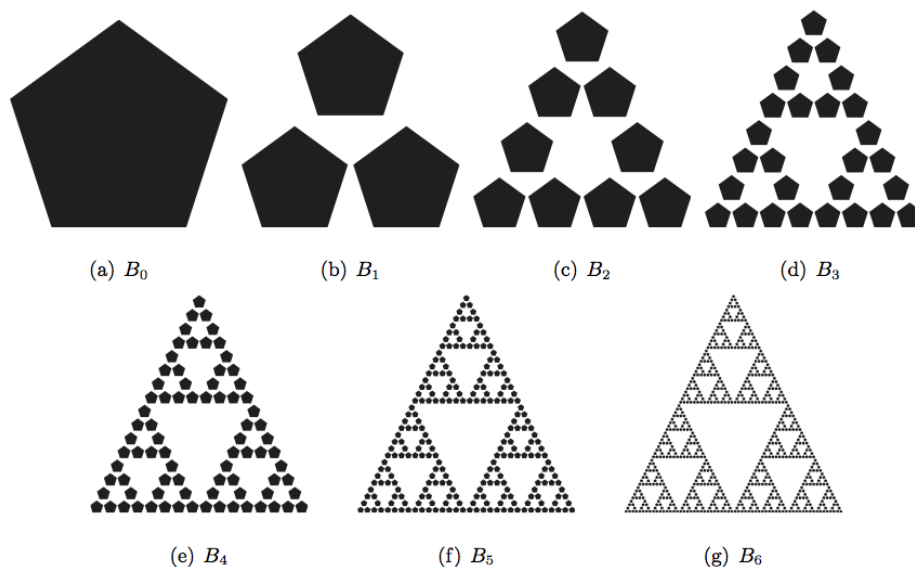 (a) B₀ (b) B₁ (c) B₂ (d) B₃
(e) B₄ (f) B₅ (g) B₆